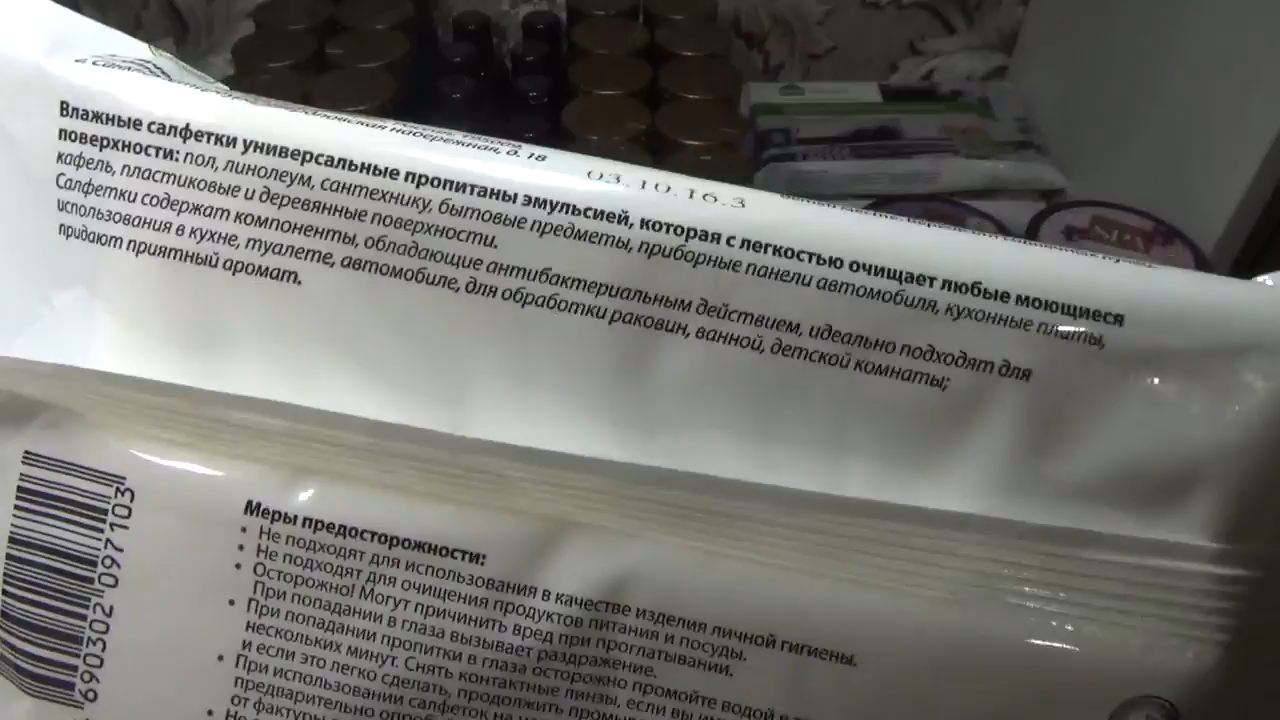 г. Санкт-Петербург
набережная, д. 18
03.10.16.3
Влажные салфетки универсальные пропитаны эмульсией, которая с легкостью очищает любые моющиеся
поверхности: пол, линолеум, сантехнику, бытовые предметы, приборные панели автомобиля, кухонные плиты,
кафель, пластиковые и деревянные поверхности.
Салфетки содержат компоненты, обладающие антибактериальным действием, идеально подходят для
использования в кухне, туалете, автомобиле, для обработки раковин, ванной, детской комнаты;
придают приятный аромат.
SPA
690302 097103
Меры предосторожности:
• Не подходят для использования в качестве изделия личной гигиены.
• Не подходят для очищения продуктов питания и посуды.
• Осторожно! Могут причинить вред при проглатывании.
При попадании в глаза вызывает раздражение.
• При попадании пропитки в глаза осторожно промойте водой в
нескольких минут. Снять контактные линзы, если вы
и если это легко сделать, продолжить
• При использовании салфеток на
предварительно
от фактуры